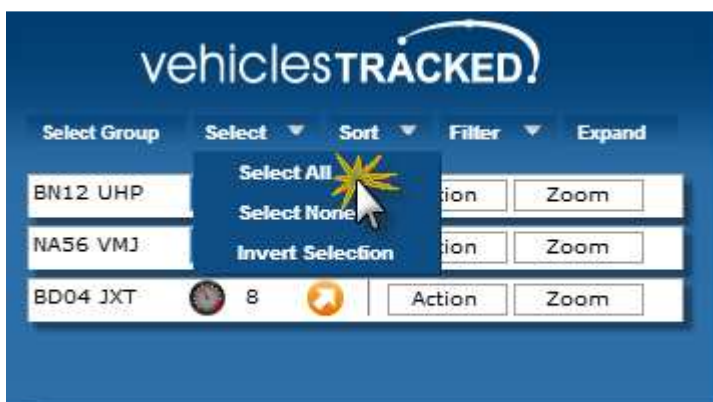 vehiclesTRACKED
Select Group Select Sort Filter Expand
Select All
Select None
Invert Selection
BN12 UHP Zoom
NA56 VMJ Zoom
BD04 JXT 8 Action Zoom